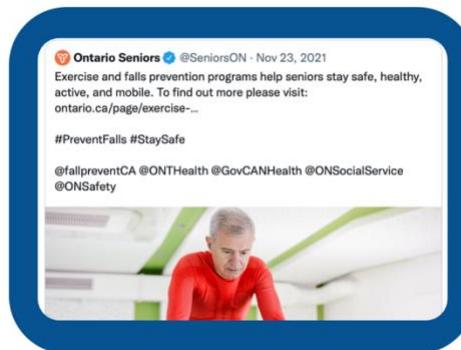 Ontario Seniors @SeniorsON · Nov 23, 2021
Exercise and falls prevention programs help seniors stay safe, healthy,
active, and mobile. To find out more please visit:
ontario.ca/page/exercise-...
#PreventFalls #StaySafe
@fallpreventCA @ONTHealth @GovCANHealth @ONSocialService
@ONSafety